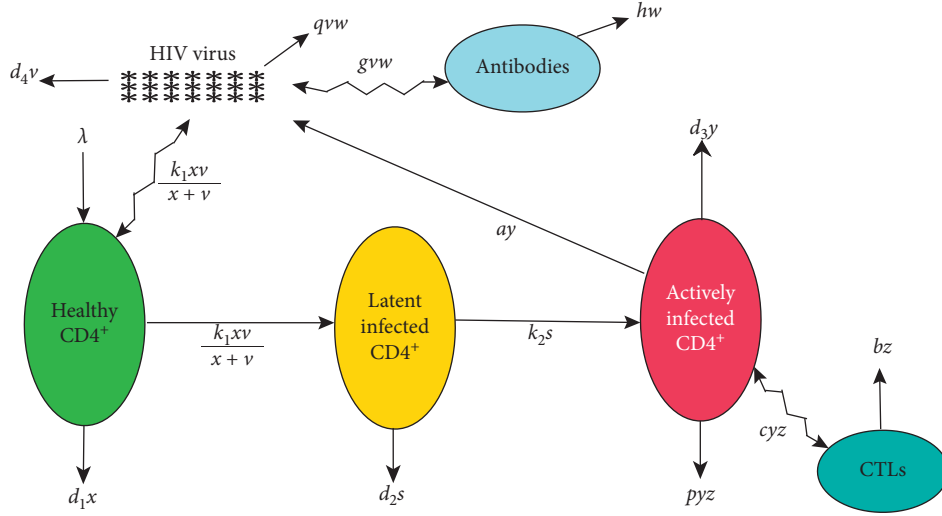 qvw
hw
HIV virus
gvw
Antibodies
d₄v
λ
d₃y
k₁xv
x + v
ay
Healthy
CD4⁺
Latent
infected
CD4⁺
Actively
infected
CD4⁺
k₁xv
x + v
k₂s
bz
cyz
CTLs
d₁x
d₂s
pyz